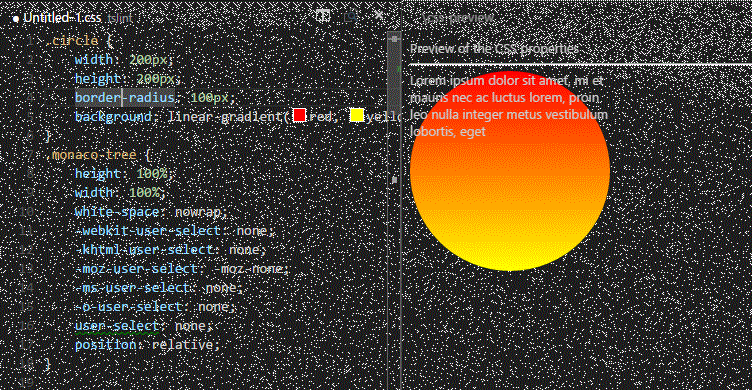 Untitled-1.css tslint
.circle {
width: 200px;
height: 200px;
border-radius: 100px;
background: linear-gradient( red, yello
}
.monaco-tree {
height: 100%;
width: 100%;
white-space: nowrap;
-webkit-user-select: none;
-khtml-user-select: none;
-moz-user-select: -moz-none;
-ms-user-select: none;
-o-user-select: none;
user-select: none;
position: relative;
}
Preview of the CSS properties
Lorem ipsum dolor sit amet, mi et
mauris nec ac luctus lorem, proin
leo nulla integer metus vestibulum
lobortis, eget